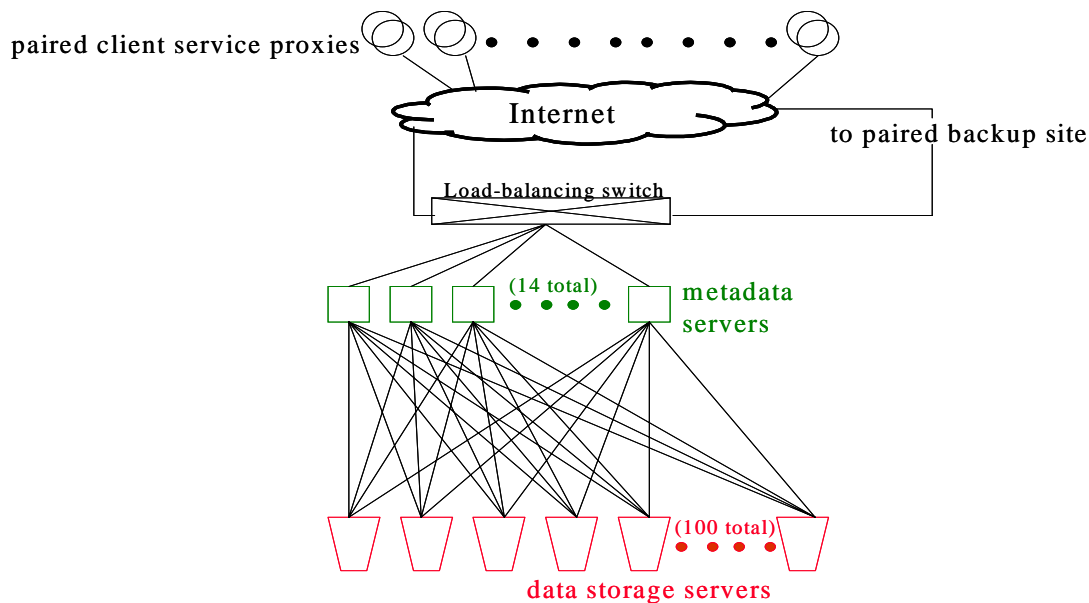 paired client service proxies
Internet
to paired backup site
Load-balancing switch
(14 total)
metadata
servers
(100 total)
data storage servers